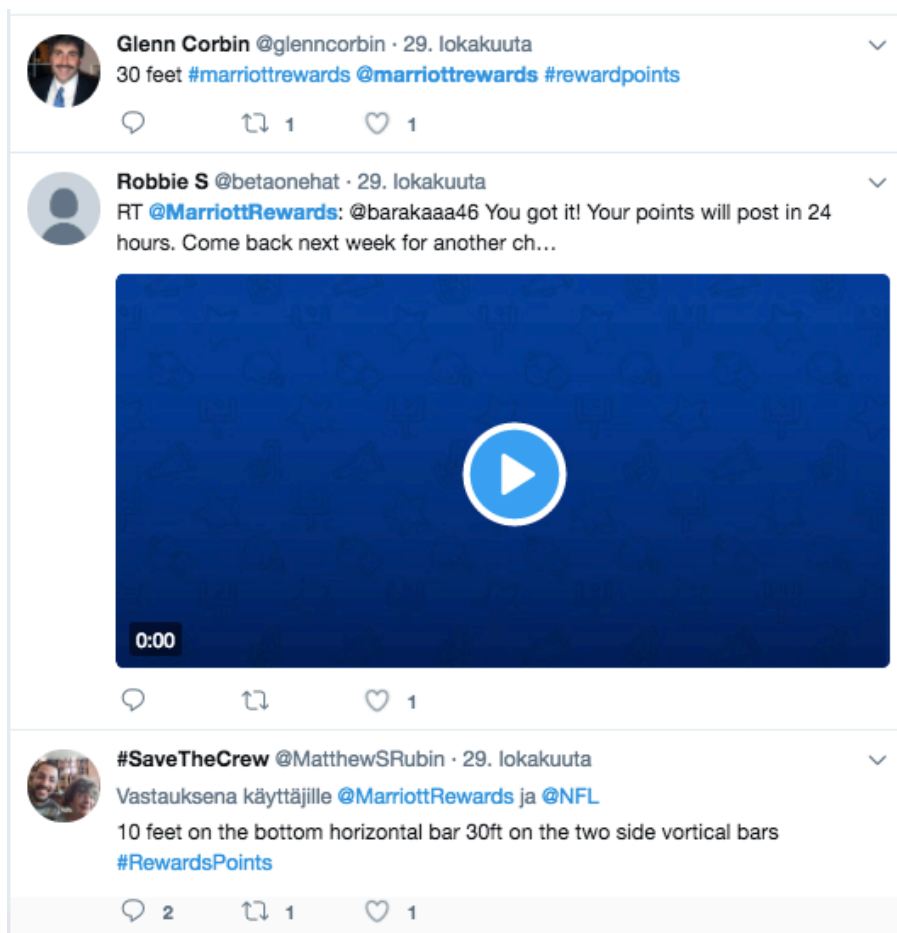 Glenn Corbin @glenncorbin · 29. lokakuuta
30 feet #marriottrewards @marriottrewards #rewardpoints
1 1
Robbie S @betaonehat · 29. lokakuuta
RT @MarriottRewards: @barakaaa46 You got it! Your points will post in 24
hours. Come back next week for another ch…
0:00
1
#SaveTheCrew @MatthewSRubin · 29. lokakuuta
Vastauksena käyttäjille @MarriottRewards ja @NFL
10 feet on the bottom horizontal bar 30ft on the two side vortical bars
#RewardsPoints
2 1 1